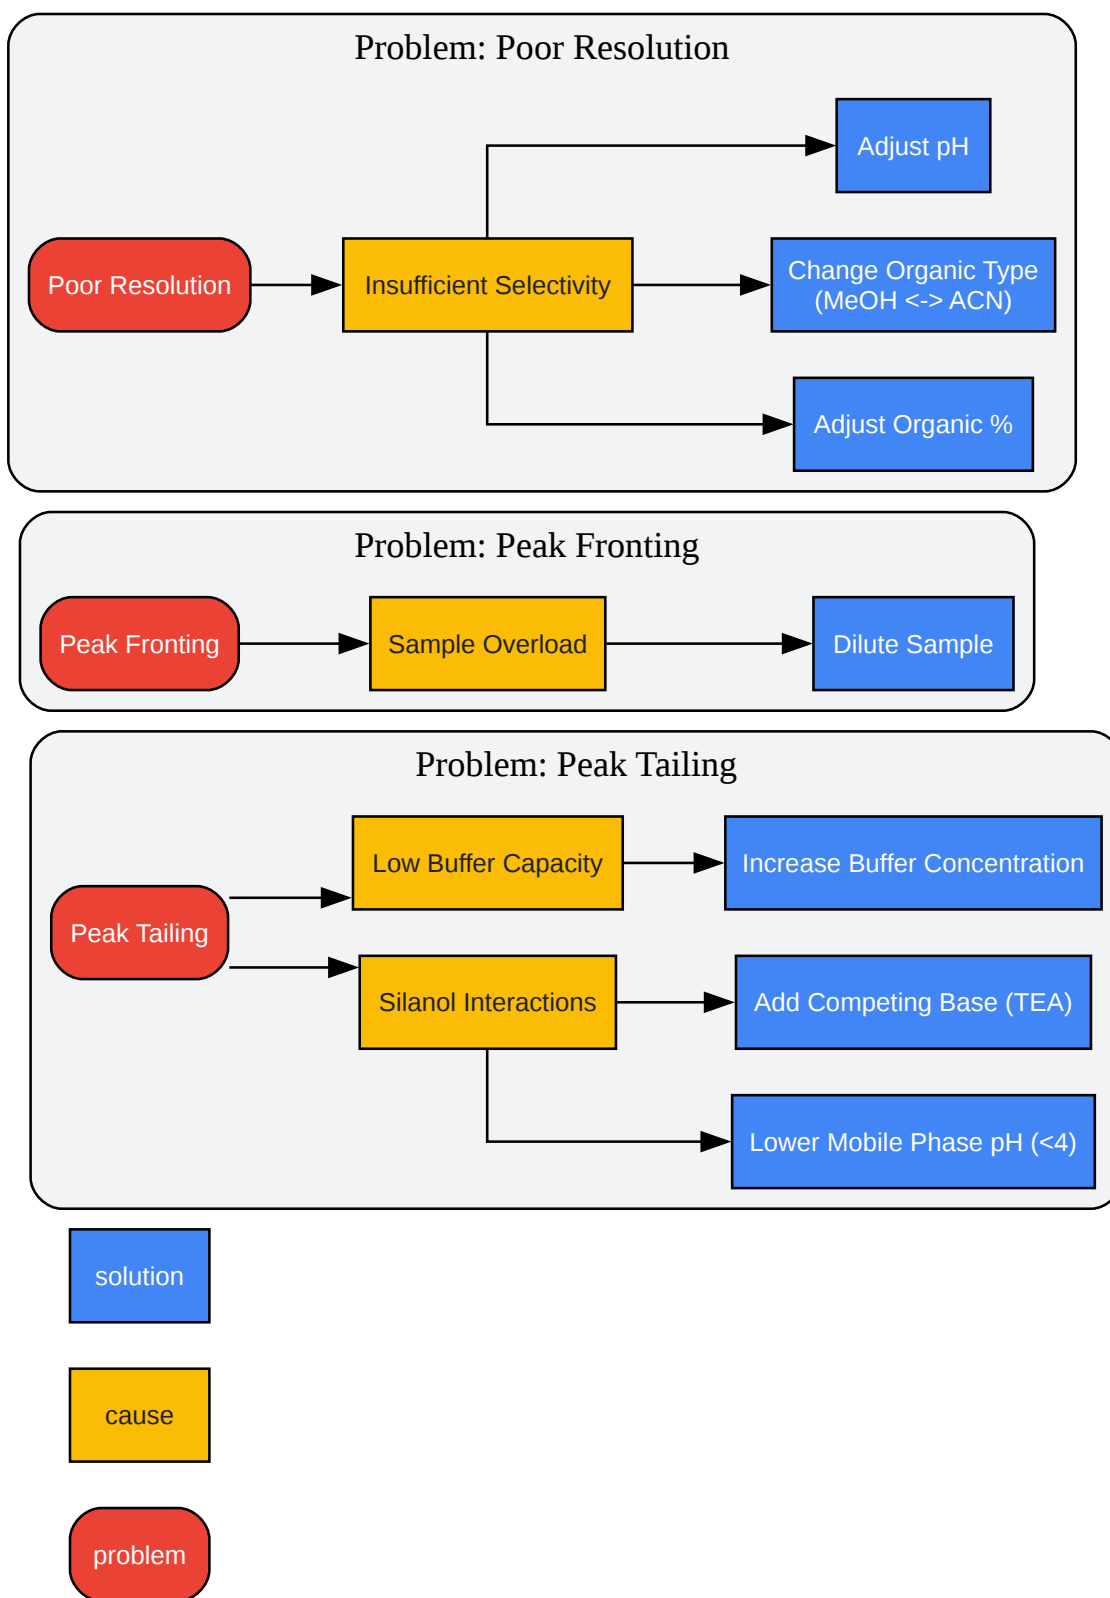 Problem: Poor Resolution
Adjust pH
Poor Resolution
Insufficient Selectivity
Change Organic Type
(MeOH <-> ACN)
Adjust Organic %
Problem: Peak Fronting
Peak Fronting
Sample Overload
Dilute Sample
Problem: Peak Tailing
Low Buffer Capacity
Increase Buffer Concentration
Peak Tailing
Silanol Interactions
Add Competing Base (TEA)
Lower Mobile Phase pH (<4)
solution
cause
problem